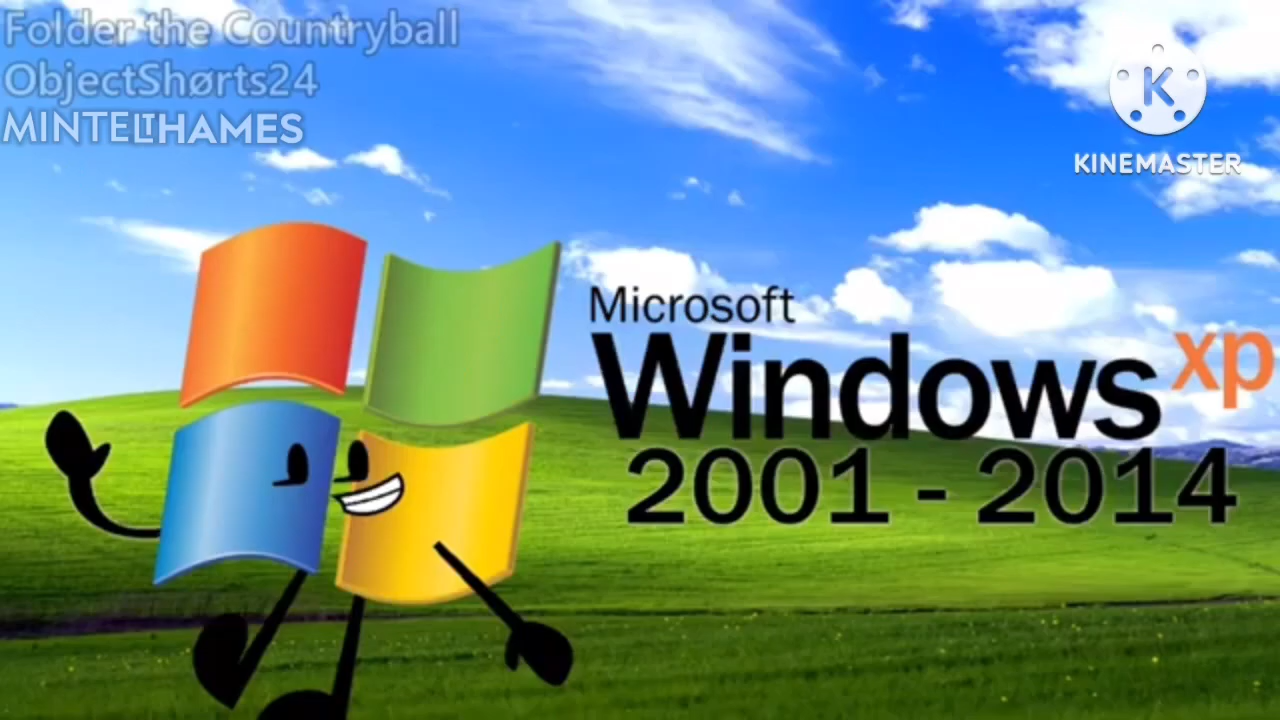 Folder the Countryball
ObjectShørts24
MINTELTHAMES
K
KINEMASTER
Microsoft
Windows xp
2001 - 2014